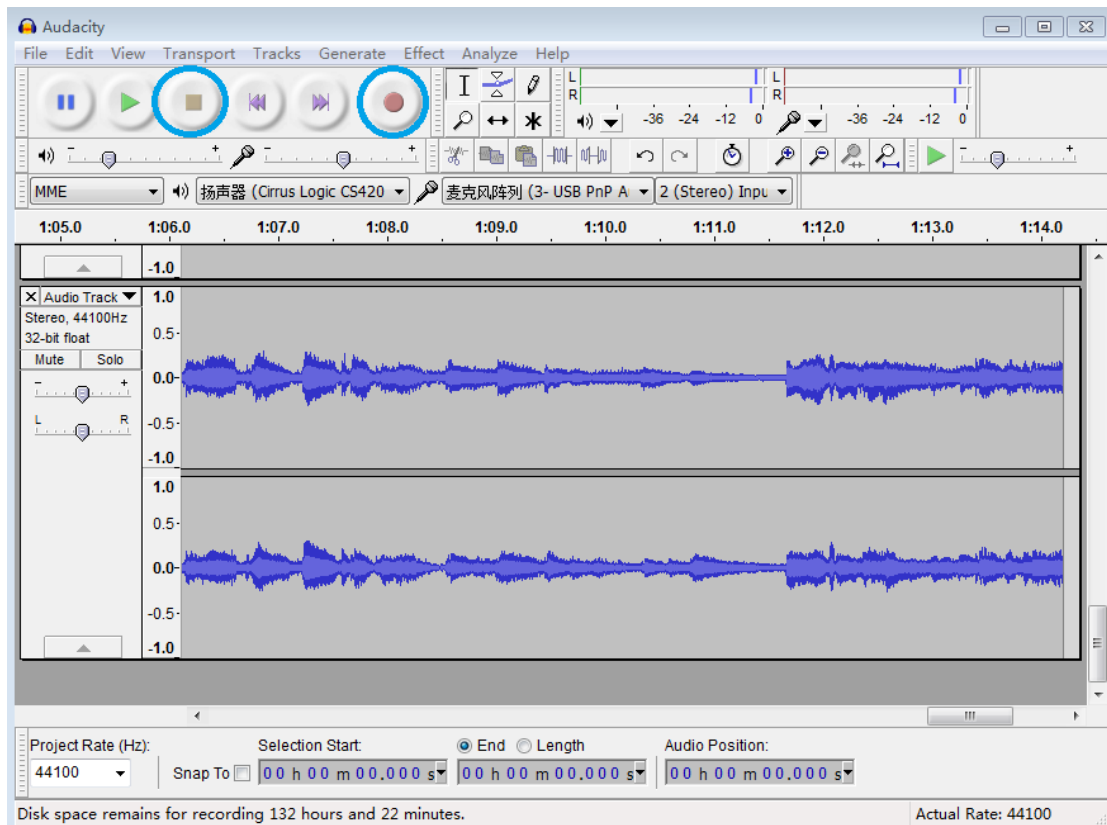 Audacity
File Edit View Transport Tracks Generate Effect Analyze Help
L
R
-36 -24 -12 0
L
R
-36 -24 -12 0
- +
- +
- +
MME
扬声器 (Cirrus Logic CS420
麦克风阵列 (3- USB PnP A
2 (Stereo) Inpu
1:05.0 1:06.0 1:07.0 1:08.0 1:09.0 1:10.0 1:11.0 1:12.0 1:13.0 1:14.0
-1.0
X Audio Track
Stereo, 44100Hz
32-bit float
Mute Solo
- +
L R
1.0
0.5-
0.0-
-0.5-
-1.0
1.0
0.5-
0.0-
-0.5-
-1.0
Project Rate (Hz): Selection Start: End Length Audio Position:
44100 Snap To 00 h 00 m 00.000 s 00 h 00 m 00.000 s 00 h 00 m 00.000 s
Disk space remains for recording 132 hours and 22 minutes. Actual Rate: 44100